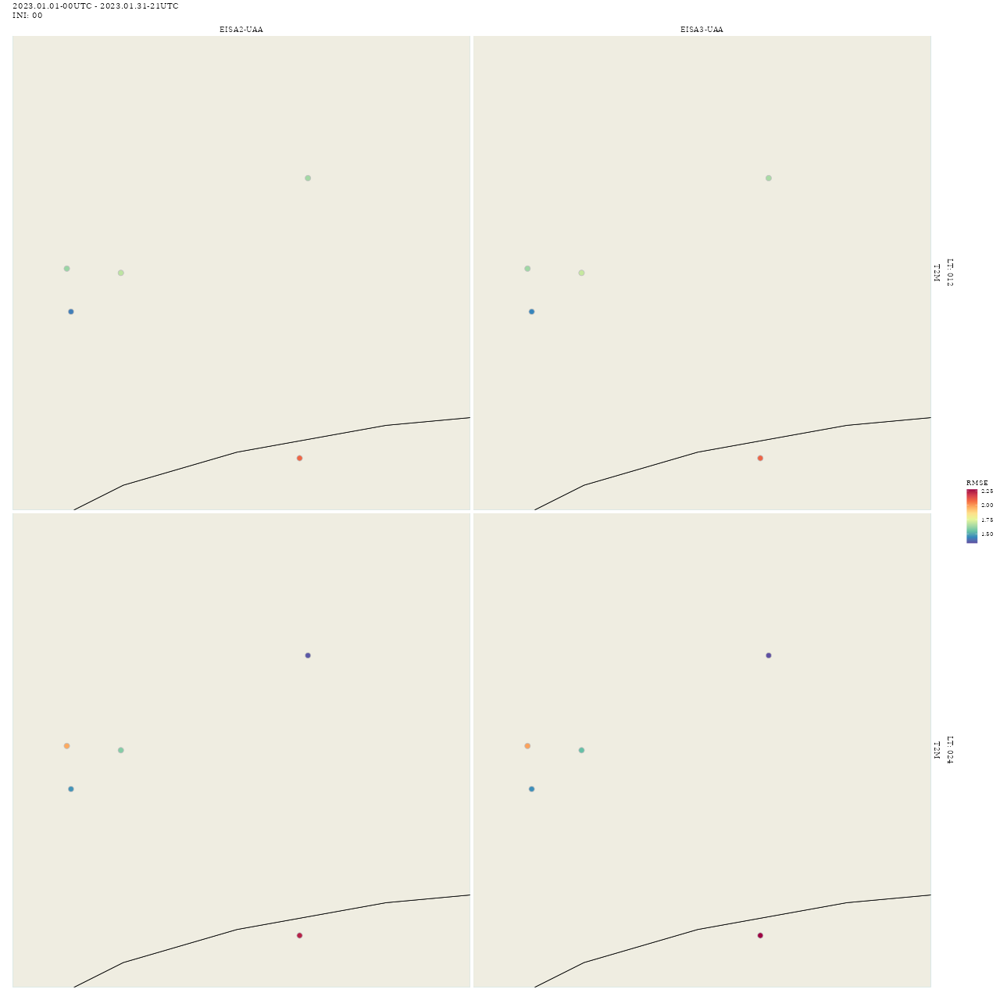 2023.01.01-00UTC - 2023.01.31-21UTC
INI: 00
EISA2-UAA
EISA3-UAA
LT: 012
T2M
RMSE
2.25
2.00
1.75
1.50
LT: 024
T2M